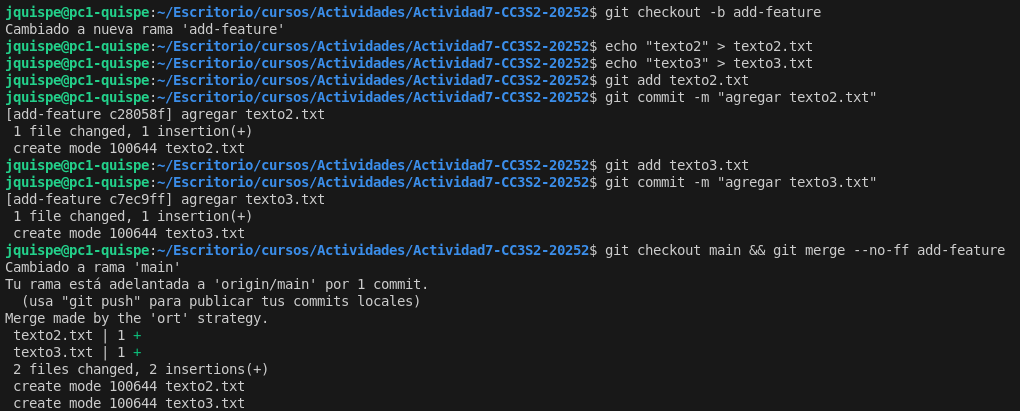 jquispe@pc1-quispe:~/Escritorio/cursos/Actividades/Actividad7-CC3S2-20252$ git checkout -b add-feature
Cambiado a nueva rama 'add-feature'
jquispe@pc1-quispe:~/Escritorio/cursos/Actividades/Actividad7-CC3S2-20252$ echo "texto2" > texto2.txt
jquispe@pc1-quispe:~/Escritorio/cursos/Actividades/Actividad7-CC3S2-20252$ echo "texto3" > texto3.txt
jquispe@pc1-quispe:~/Escritorio/cursos/Actividades/Actividad7-CC3S2-20252$ git add texto2.txt
jquispe@pc1-quispe:~/Escritorio/cursos/Actividades/Actividad7-CC3S2-20252$ git commit -m "agregar texto2.txt"
[add-feature c28058f] agregar texto2.txt
 1 file changed, 1 insertion(+)
 create mode 100644 texto2.txt
jquispe@pc1-quispe:~/Escritorio/cursos/Actividades/Actividad7-CC3S2-20252$ git add texto3.txt
jquispe@pc1-quispe:~/Escritorio/cursos/Actividades/Actividad7-CC3S2-20252$ git commit -m "agregar texto3.txt"
[add-feature c7ec9ff] agregar texto3.txt
 1 file changed, 1 insertion(+)
 create mode 100644 texto3.txt
jquispe@pc1-quispe:~/Escritorio/cursos/Actividades/Actividad7-CC3S2-20252$ git checkout main && git merge --no-ff add-feature
Cambiado a rama 'main'
Tu rama está adelantada a 'origin/main' por 1 commit.
  (usa "git push" para publicar tus commits locales)
Merge made by the 'ort' strategy.
 texto2.txt | 1 +
 texto3.txt | 1 +
 2 files changed, 2 insertions(+)
 create mode 100644 texto2.txt
 create mode 100644 texto3.txt